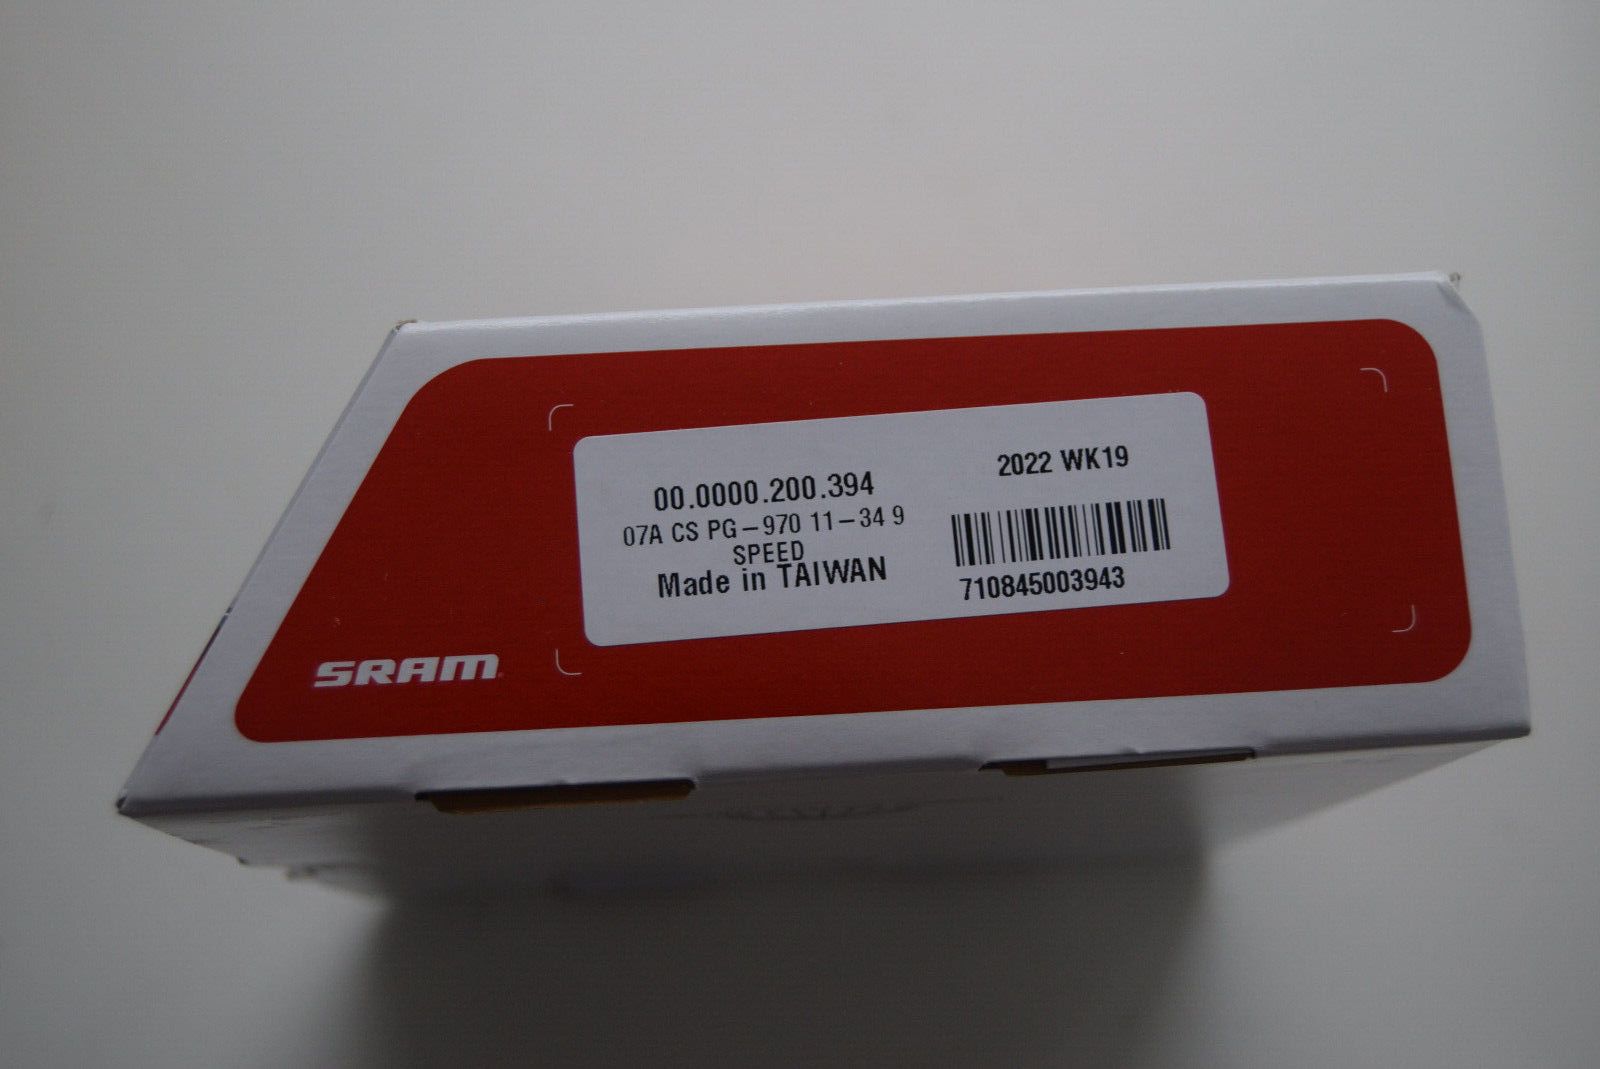 00.0000.200.394
07A CS PG-970 11-34 9
SPEED
Made in TAIWAN
2022 WK19
710845003943
SRAM